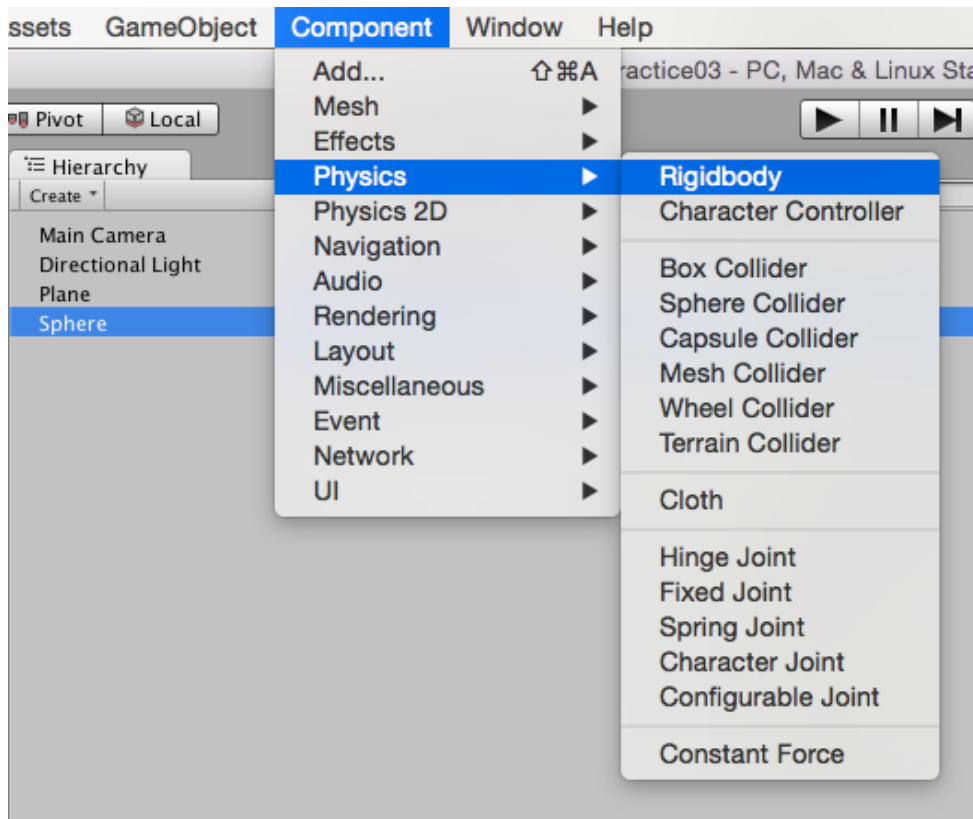 ssets GameObject Component Window Help
ractice03 - PC, Mac & Linux Sta
Pivot Local
Hierarchy
Create
Main Camera
Directional Light
Plane
Sphere
Add... ⇧⌘A
Mesh
Effects
Physics
Physics 2D
Navigation
Audio
Rendering
Layout
Miscellaneous
Event
Network
UI
Rigidbody
Character Controller
Box Collider
Sphere Collider
Capsule Collider
Mesh Collider
Wheel Collider
Terrain Collider
Cloth
Hinge Joint
Fixed Joint
Spring Joint
Character Joint
Configurable Joint
Constant Force